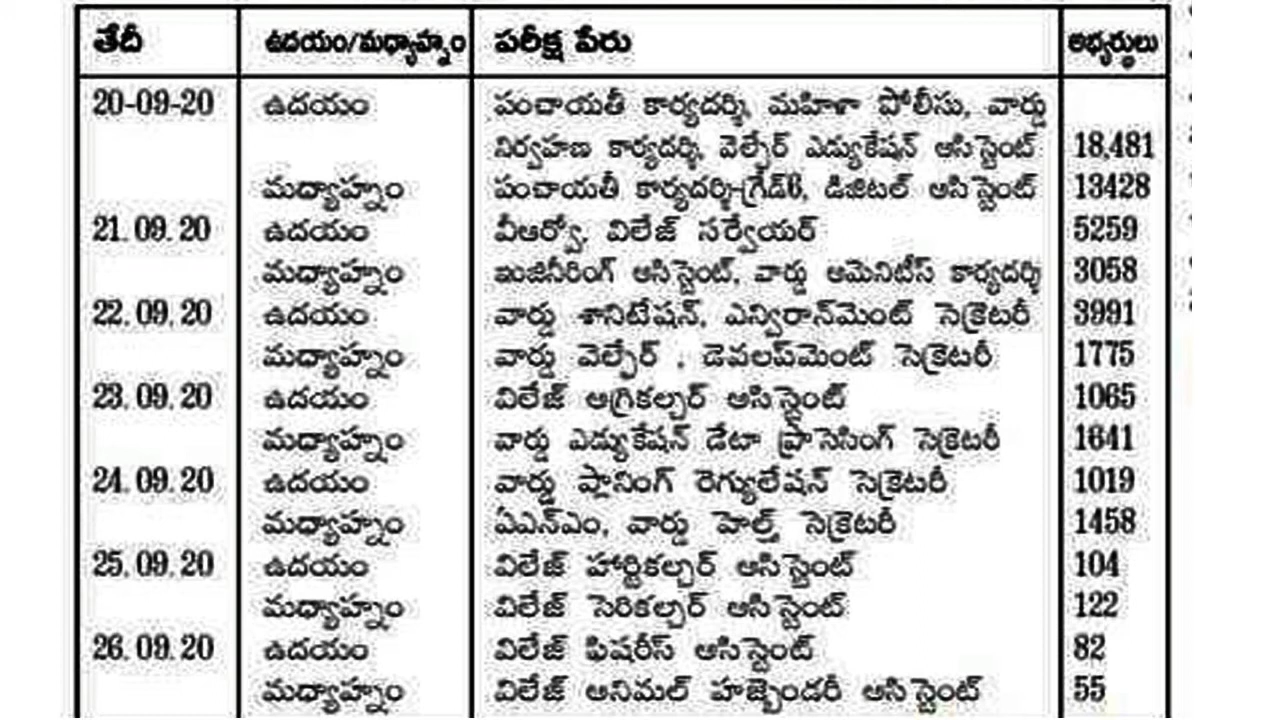 తేదీ ఉదయం/మధ్యాహ్నం పరీక్ష పేరు అభ్యర్థులు
20-09-20 ఉదయం పంచాయతీ కార్యదర్శి, మహిళా పోలీసు, వార్డు
నిర్వహణ కార్యదర్శి, వెల్ఫేర్ ఎడ్యుకేషన్ అసిస్టెంట్ 18,481
మధ్యాహ్నం పంచాయతీ కార్యదర్శి-గ్రేడ్6, డిజిటల్ అసిస్టెంట్ 13428
21.09.20 ఉదయం వీఆర్వో, విలేజ్ సర్వేయర్ 5259
మధ్యాహ్నం ఇంజినీరింగ్ అసిస్టెంట్, వార్డు ఆమెనిటీస్ కార్యదర్శి 3058
22.09.20 ఉదయం వార్డు శానిటేషన్, ఎన్విరాన్‌మెంట్ సెక్రెటరీ 3991
మధ్యాహ్నం వార్డు వెల్ఫేర్ , డెవలప్‌మెంట్ సెక్రెటరీ 1775
23.09.20 ఉదయం విలేజ్ ఆగ్రికల్చర్ అసిస్టెంట్ 1065
మధ్యాహ్నం వార్డు ఎడ్యుకేషన్ డేటా ప్రాసెసింగ్ సెక్రెటరీ 1641
24.09.20 ఉదయం వార్డు ప్లానింగ్ రెగ్యులేషన్ సెక్రెటరీ 1019
మధ్యాహ్నం ఏఎన్ఎం, వార్డు హెల్త్ సెక్రెటరీ 1458
25.09.20 ఉదయం విలేజ్ హార్టికల్చర్ అసిస్టెంట్ 104
మధ్యాహ్నం విలేజ్ సెరికల్చర్ అసిస్టెంట్ 122
26.09.20 ఉదయం విలేజ్ ఫిషరీస్ అసిస్టెంట్ 82
మధ్యాహ్నం విలేజ్ అనిమల్ హజ్బెండరీ అసిస్టెంట్ 55